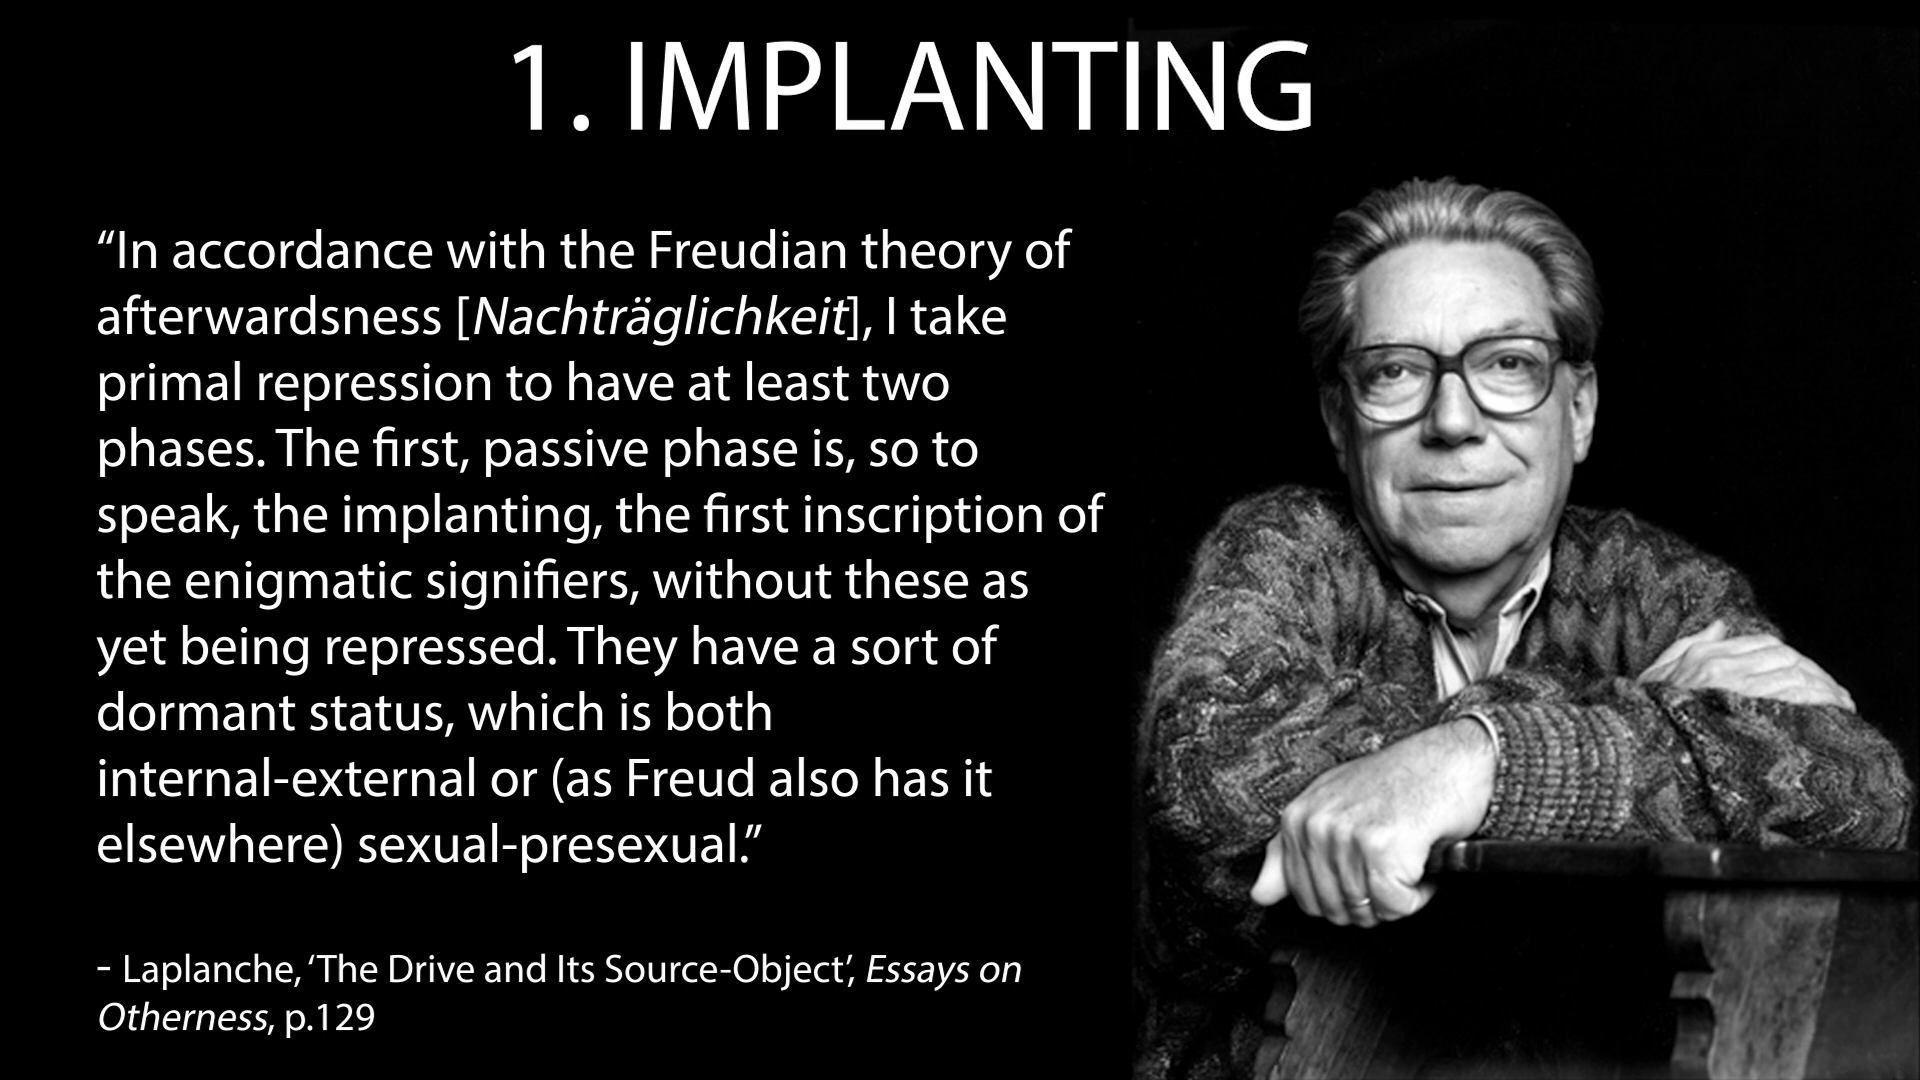 1. IMPLANTING
“In accordance with the Freudian theory of
afterwardsness [Nachträglichkeit], I take
primal repression to have at least two
phases. The first, passive phase is, so to
speak, the implanting, the first inscription of
the enigmatic signifiers, without these as
yet being repressed. They have a sort of
dormant status, which is both
internal-external or (as Freud also has it
elsewhere) sexual-presexual.”
- Laplanche, ‘The Drive and Its Source-Object’, Essays on
Otherness, p.129